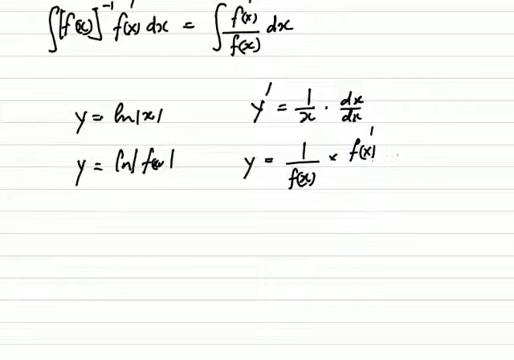 ∫[f(x)]⁻¹ f'(x) dx = ∫ f'(x)/f(x) dx
y = ln|x| y' = 1/x · dx/dx
y = ln|f(x)| y = 1/f(x) × f(x)'